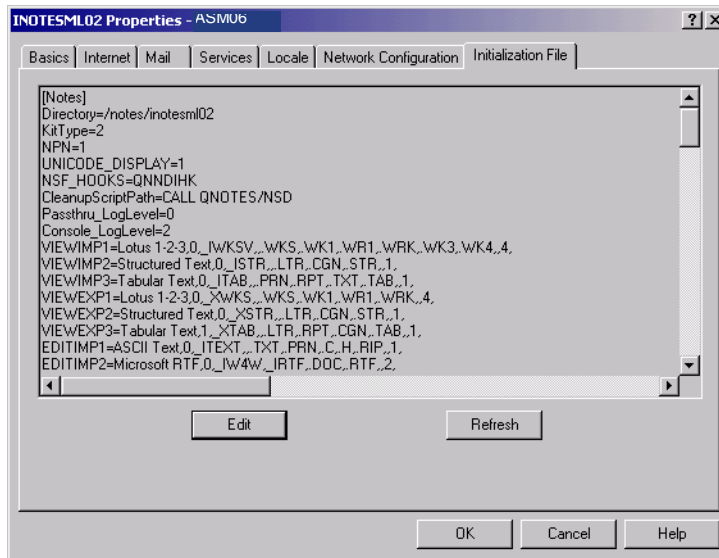 INOTESML02 Properties - ASM06
Basics Internet Mail Services Locale Network Configuration Initialization File
[Notes]
Directory=/notes/inotesml02
KitType=2
NPN=1
UNICODE_DISPLAY=1
NSF_HOOKS=QNNDIHK
CleanupScriptPath=CALL QNOTES/NSD
Passthru_LogLevel=0
Console_LogLevel=2
VIEWIMP1=Lotus 1-2-3,0,_IWKSV,,.WKS,.WK1,.WR1,.WRK,.WK3,.WK4,,4,
VIEWIMP2=Structured Text,0,_ISTR,,.LTR,.CGN,.STR,,1,
VIEWIMP3=Tabular Text,0,_ITAB,,.PRN,.RPT,.TXT,.TAB,,1,
VIEWEXP1=Lotus 1-2-3,0,_XWKS,,.WKS,.WK1,.WR1,.WRK,,4,
VIEWEXP2=Structured Text,0,_XSTR,,.LTR,.CGN,.STR,,1,
VIEWEXP3=Tabular Text,1,_XTAB,,.LTR,.RPT,.CGN,.TAB,,1,
EDITIMP1=ASCII Text,0,_ITEXT,,.TXT,.PRN,.C,.H,.RIP,,1,
EDITIMP2=Microsoft RTF,0,_IW4W,_IRTF,.DOC,.RTF,,2,
Edit Refresh
OK Cancel Help